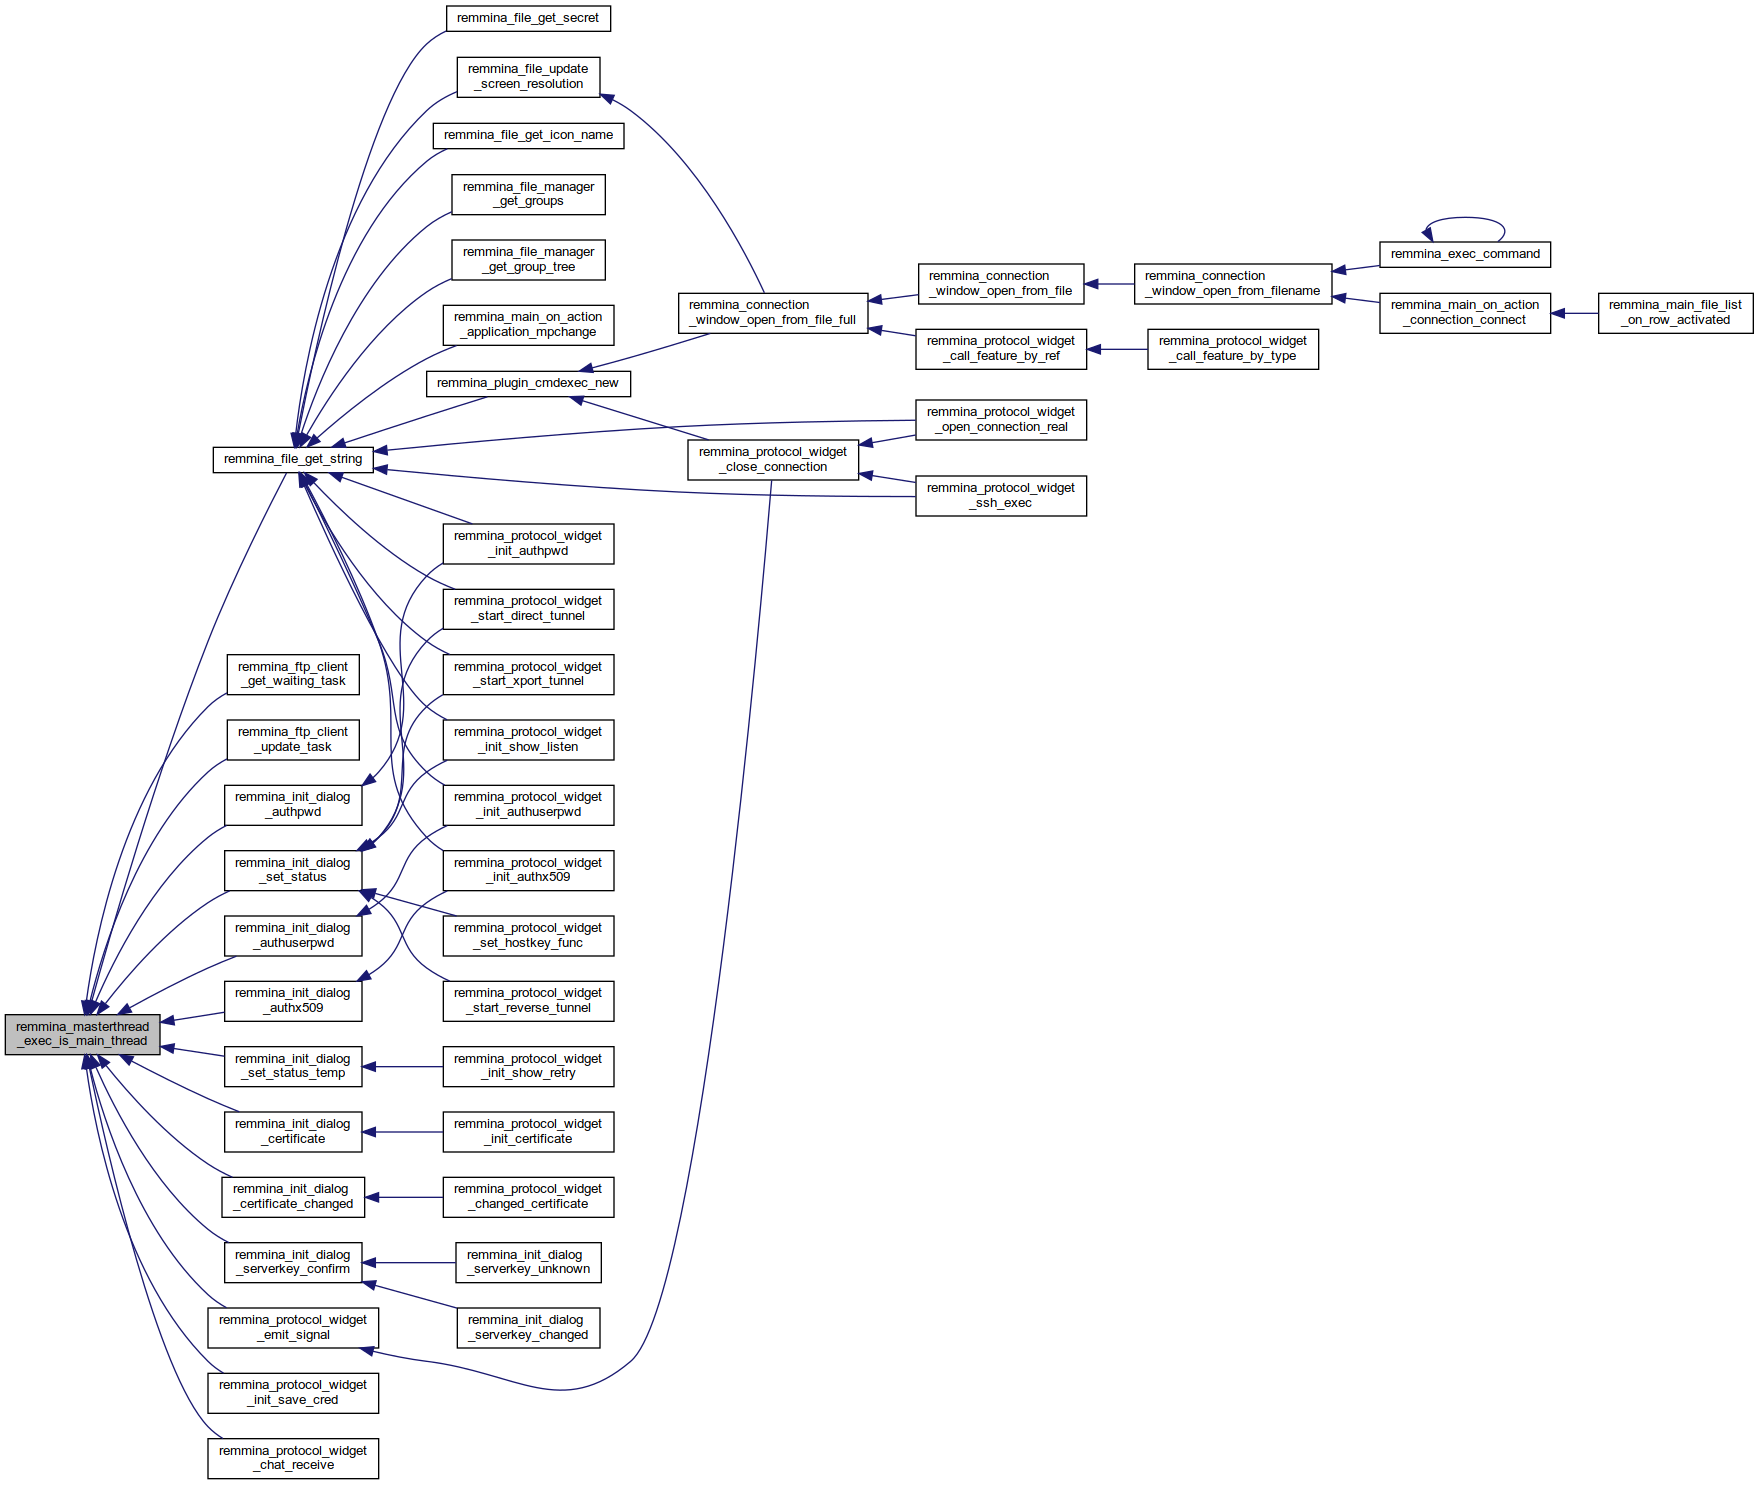 remmina_file_get_secret
remmina_file_update
_screen_resolution
remmina_file_get_icon_name
remmina_file_manager
_get_groups
remmina_file_manager
_get_group_tree
remmina_main_on_action
_application_mpchange
remmina_plugin_cmdexec_new
remmina_connection
_window_open_from_file_full
remmina_connection
_window_open_from_file
remmina_connection
_window_open_from_filename
remmina_exec_command
remmina_main_on_action
_connection_connect
remmina_main_file_list
_on_row_activated
remmina_protocol_widget
_call_feature_by_ref
remmina_protocol_widget
_call_feature_by_type
remmina_protocol_widget
_open_connection_real
remmina_protocol_widget
_close_connection
remmina_protocol_widget
_ssh_exec
remmina_file_get_string
remmina_protocol_widget
_init_authpwd
remmina_protocol_widget
_start_direct_tunnel
remmina_protocol_widget
_start_xport_tunnel
remmina_protocol_widget
_init_show_listen
remmina_protocol_widget
_init_authuserpwd
remmina_protocol_widget
_init_authx509
remmina_protocol_widget
_set_hostkey_func
remmina_protocol_widget
_start_reverse_tunnel
remmina_protocol_widget
_init_show_retry
remmina_protocol_widget
_init_certificate
remmina_protocol_widget
_changed_certificate
remmina_init_dialog
_serverkey_unknown
remmina_init_dialog
_serverkey_changed
remmina_ftp_client
_get_waiting_task
remmina_ftp_client
_update_task
remmina_init_dialog
_authpwd
remmina_init_dialog
_set_status
remmina_init_dialog
_authuserpwd
remmina_init_dialog
_authx509
remmina_init_dialog
_set_status_temp
remmina_init_dialog
_certificate
remmina_init_dialog
_certificate_changed
remmina_init_dialog
_serverkey_confirm
remmina_protocol_widget
_emit_signal
remmina_protocol_widget
_init_save_cred
remmina_protocol_widget
_chat_receive
remmina_masterthread
_exec_is_main_thread